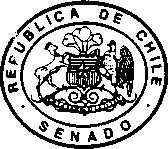 REPUBLICA DE CHILE
SENADO